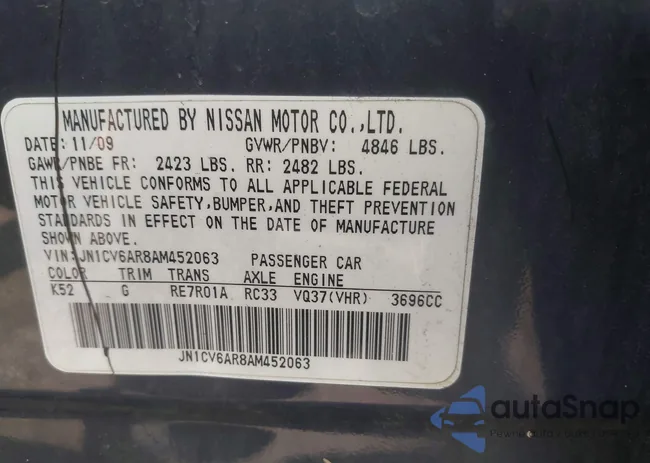 MANUFACTURED BY NISSAN MOTOR CO.,LTD.
DATE: 11/09 GVWR/PNBV: 4846 LBS.
GAWR/PNBE FR: 2423 LBS. RR: 2482 LBS.
THIS VEHICLE CONFORMS TO ALL APPLICABLE FEDERAL
MOTOR VEHICLE SAFETY,BUMPER,AND THEFT PREVENTION
STANDARDS IN EFFECT ON THE DATE OF MANUFACTURE
SHOWN ABOVE.
VIN:JN1CV6AR8AM452063 PASSENGER CAR
COLOR TRIM TRANS AXLE ENGINE
K52 G RE7R01A RC33 VQ37(VHR) 3696CC
JN1CV6AR8AM452063
autaSnap